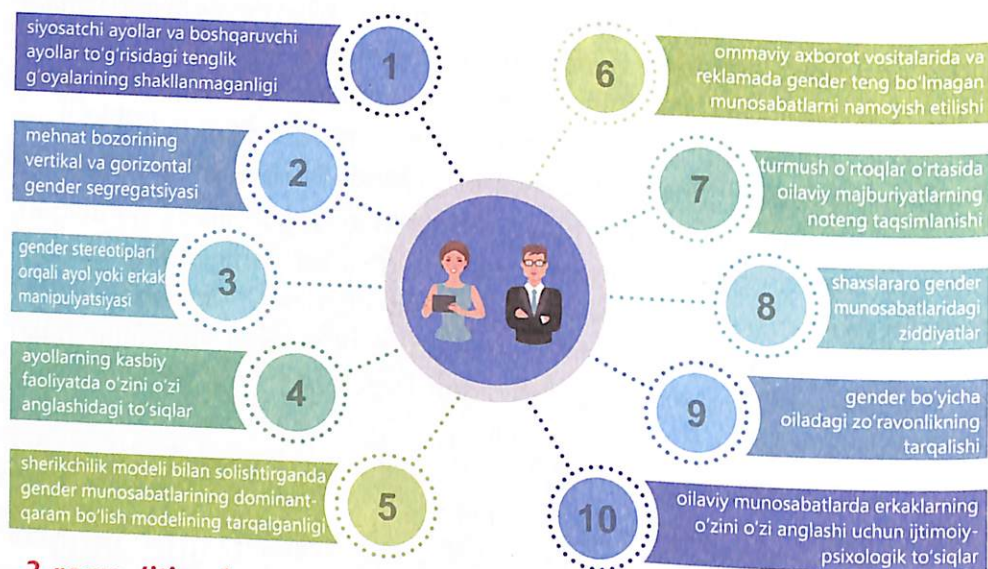 siyosatchi ayollar va boshqaruvchi
ayollar to'g'risidagi tenglik
g'oyalarining shakllanmaganligi
1
mehnat bozorining
vertikal va gorizontal
gender segregatsiyasi
2
gender stereotiplari
orqali ayol yoki erkak
manipulyatsiyasi
3
ayollarning kasbiy
faoliyatda o'zini o'zi
anglashidagi to'siqlar
4
sherikchilik modeli bilan solishtirganda
gender munosabatlarining dominant-
qaram bo'lish modelining tarqalganligi
5
6
ommaviy axborot vositalarida va
reklamada gender teng bo'lmagan
munosabatlarni namoyish etilishi
7
turmush o'rtoqlar o'rtasida
oilaviy majburiyatlarning
noteng taqsimlanishi
8
shaxslararo gender
munosabatlaridagi
ziddiyatlar
9
gender bo'yicha
oiladagi zo'ravonlikning
tarqalishi
10
oilaviy munosabatlarda erkaklarning
o'zini o'zi anglashi uchun ijtimoiy-
psixologik to'siqlar